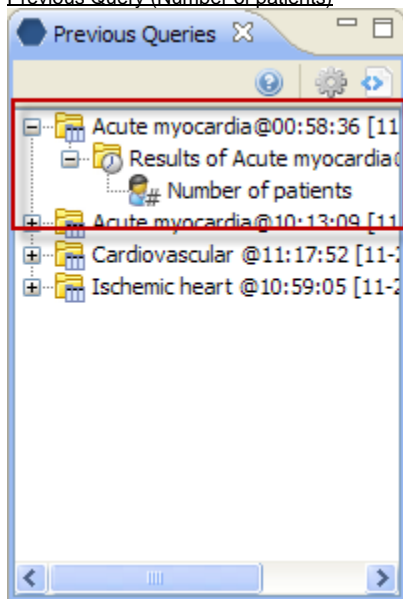 Previous Query (Number of patients)
Previous Queries
Acute myocardia@00:58:36 [11
Results of Acute myocardia
Number of patients
Acute myocardia@10:13:09 [11
Cardiovascular @11:17:52 [11-2
Ischemic heart @10:59:05 [11-2